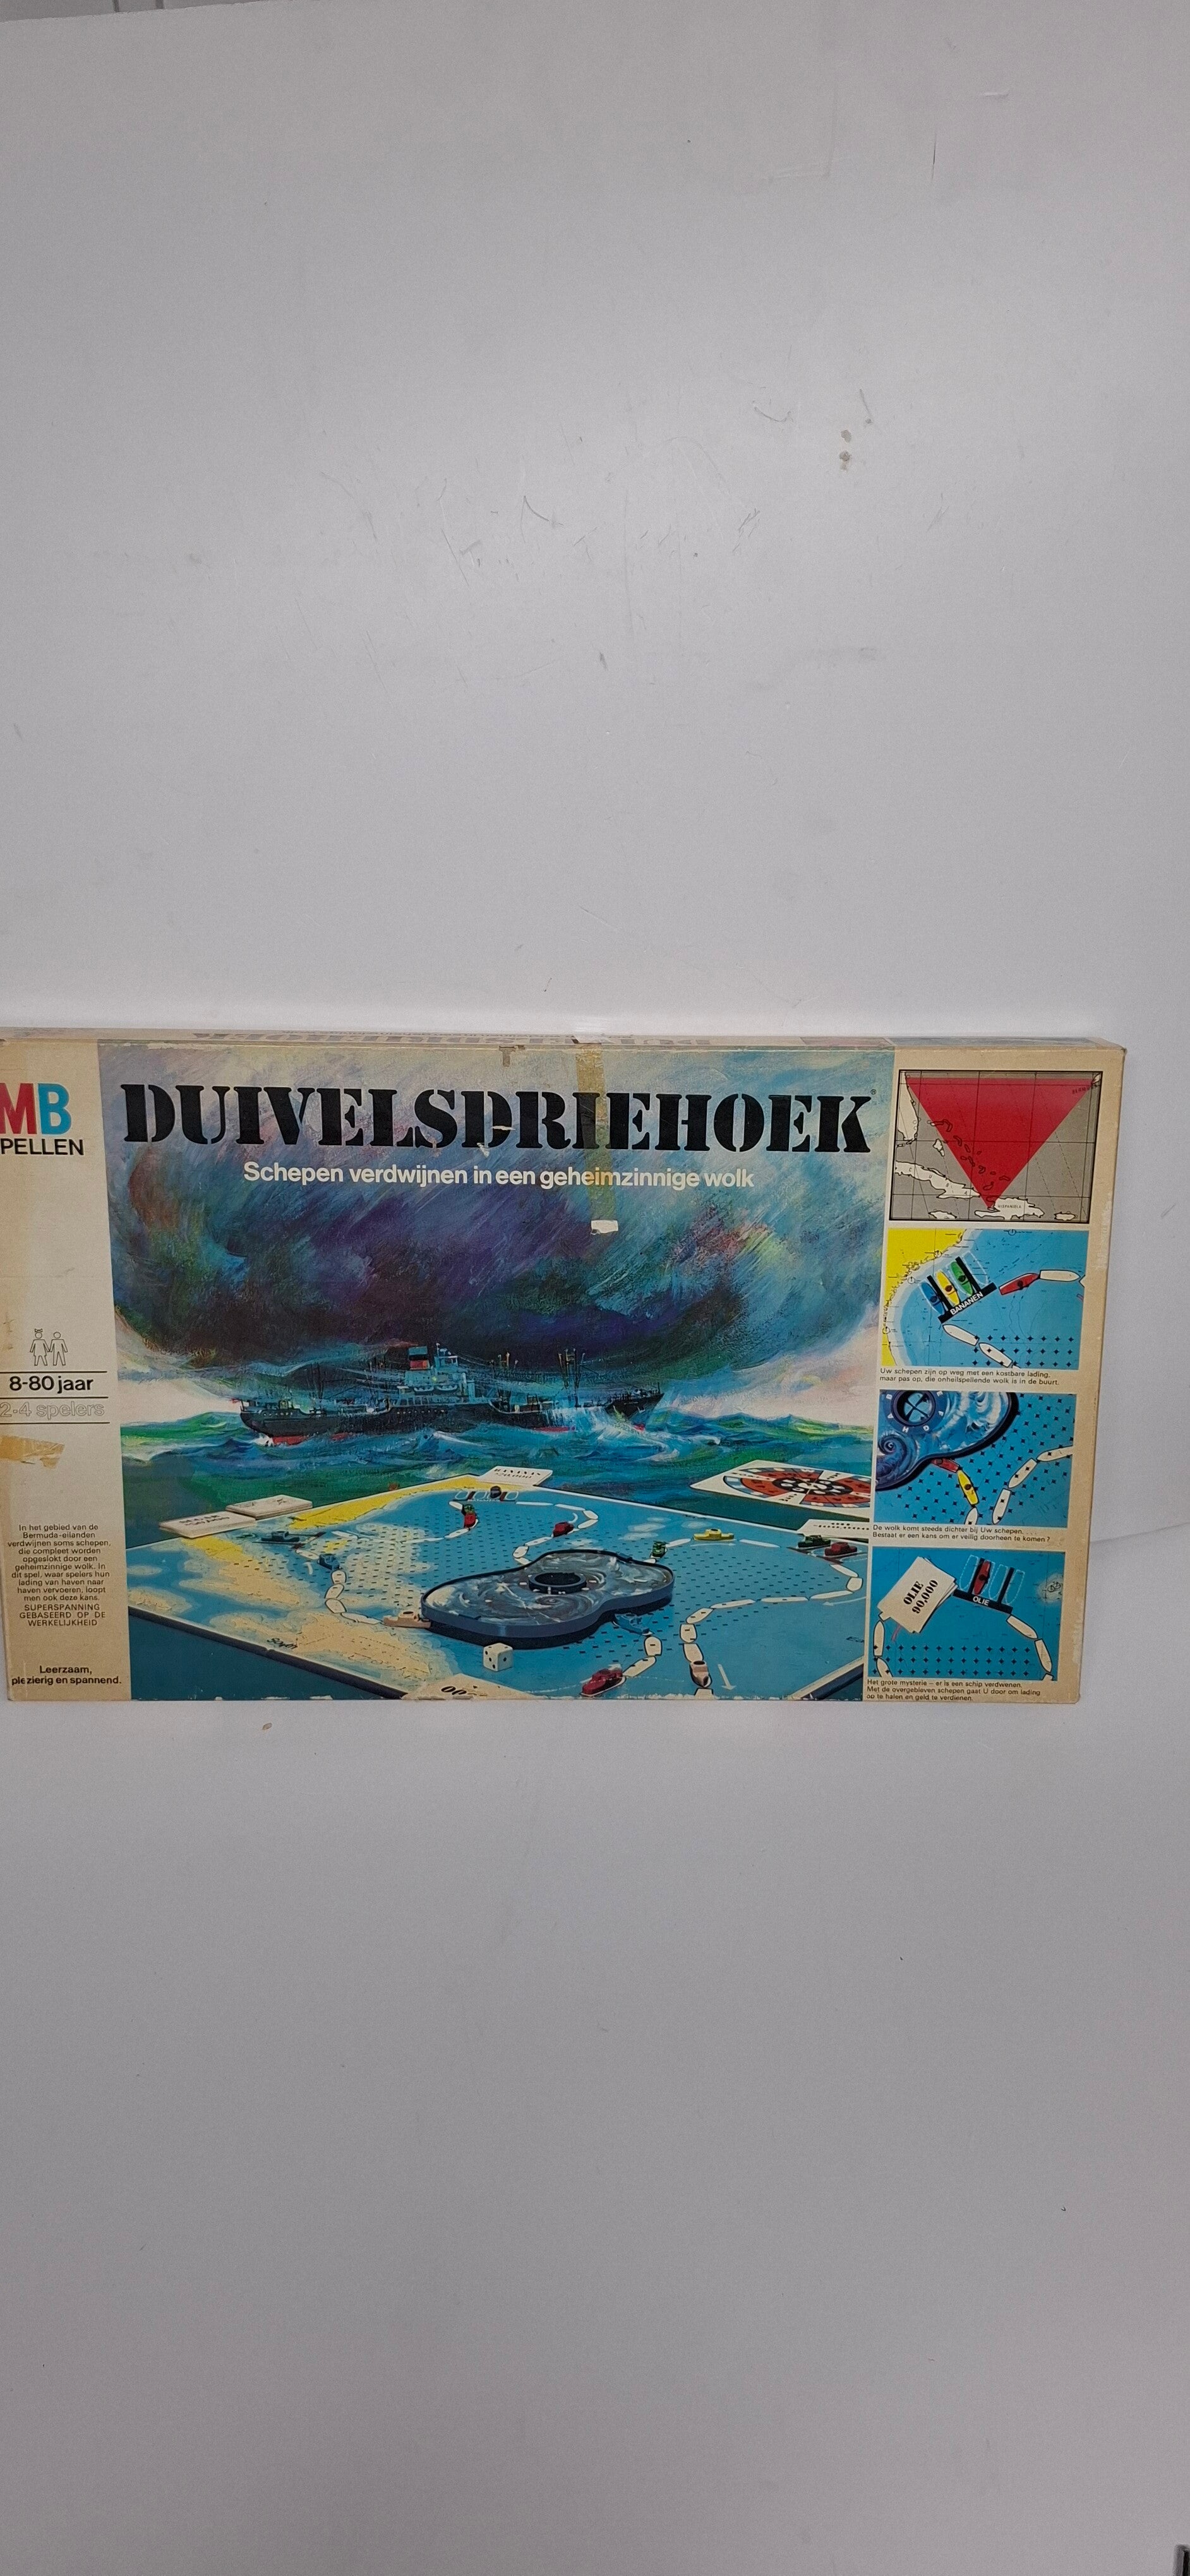 MB
PELLEN
DUIVELSDRIEHOEK
Schepen verdwijnen in een geheimzinnige wolk
8-80 jaar
2-4 spelers
In het gebied van de
Bermuda-eilanden
verdwijnen soms schepen,
die compleet worden
opgeslokt door een
geheimzinnige wolk. In
dit spel, waar spelers hun
lading van haven naar
haven vervoeren, loopt
men ook deze kans.
SUPERSPANNING
GEBASEERD OP DE
WERKELIJKHEID
Leerzaam,
plezierig en spannend.
BANANEN
Uw schepen zijn op weg met een kostbare lading,
maar pas op, die onheilspellende wolk is in de buurt.
De wolk komt steeds dichter bij Uw schepen.
Bestaat er een kans om er veilig doorheen te komen?
OLIE
90,000
OLIE
Het grote mysterie – er is een schip verdwenen.
Met de overgebleven schepen gaat U door om lading
op te halen en geld te verdienen.